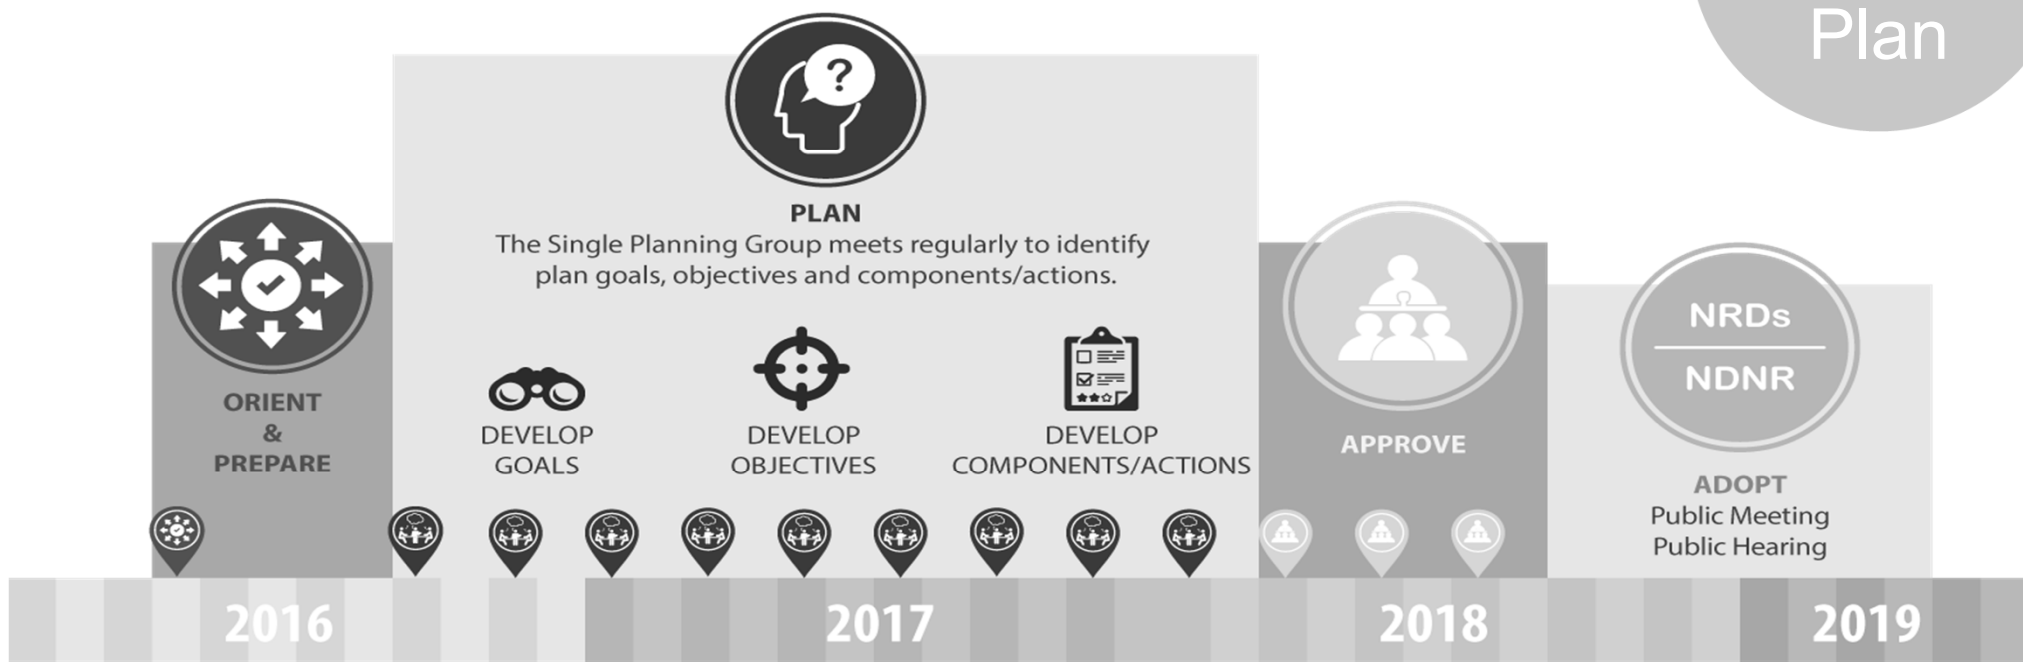 Plan
?
PLAN
The Single Planning Group meets regularly to identify
plan goals, objectives and components/actions.
ORIENT
&
PREPARE
DEVELOP
GOALS
DEVELOP
OBJECTIVES
DEVELOP
COMPONENTS/ACTIONS
APPROVE
NRDs
NDNR
ADOPT
Public Meeting
Public Hearing
2016
2017
2018
2019